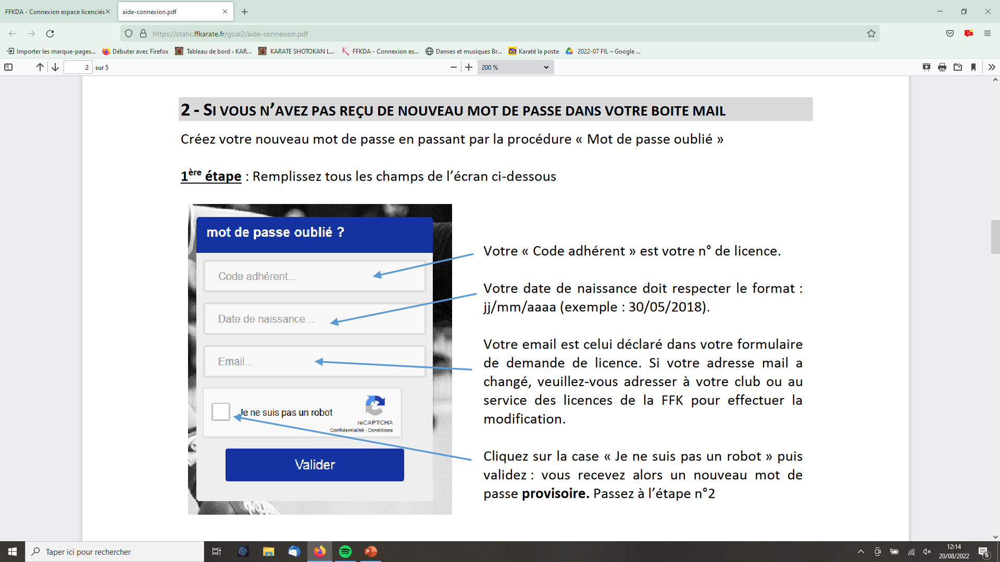 FFKDA - Connexion espace licenciés
aide-connexion.pdf
https://static.ffkarate.fr/goal2/aide-connexion.pdf
Importer les marque-pages...
Débuter avec Firefox
Tableau de bord ‹ KAR...
KARATE SHOTOKAN L...
FFKDA - Connexion es...
Danses et musiques Br...
Karaté la poste
2022-07 FIL – Google ...
2 sur 5
200 %
2 - SI VOUS N’AVEZ PAS REÇU DE NOUVEAU MOT DE PASSE DANS VOTRE BOITE MAIL
Créez votre nouveau mot de passe en passant par la procédure « Mot de passe oublié »
1ère étape : Remplissez tous les champs de l’écran ci-dessous
mot de passe oublié ?
Code adhérent...
Date de naissance...
Email...
Je ne suis pas un robot
reCAPTCHA
Confidentialité - Conditions
Valider
Votre « Code adhérent » est votre n° de licence.
Votre date de naissance doit respecter le format :
jj/mm/aaaa (exemple : 30/05/2018).
Votre email est celui déclaré dans votre formulaire
de demande de licence. Si votre adresse mail a
changé, veuillez-vous adresser à votre club ou au
service des licences de la FFK pour effectuer la
modification.
Cliquez sur la case « Je ne suis pas un robot » puis
validez : vous recevez alors un nouveau mot de
passe provisoire. Passez à l’étape n°2
Taper ici pour rechercher
12:14
20/08/2022
6